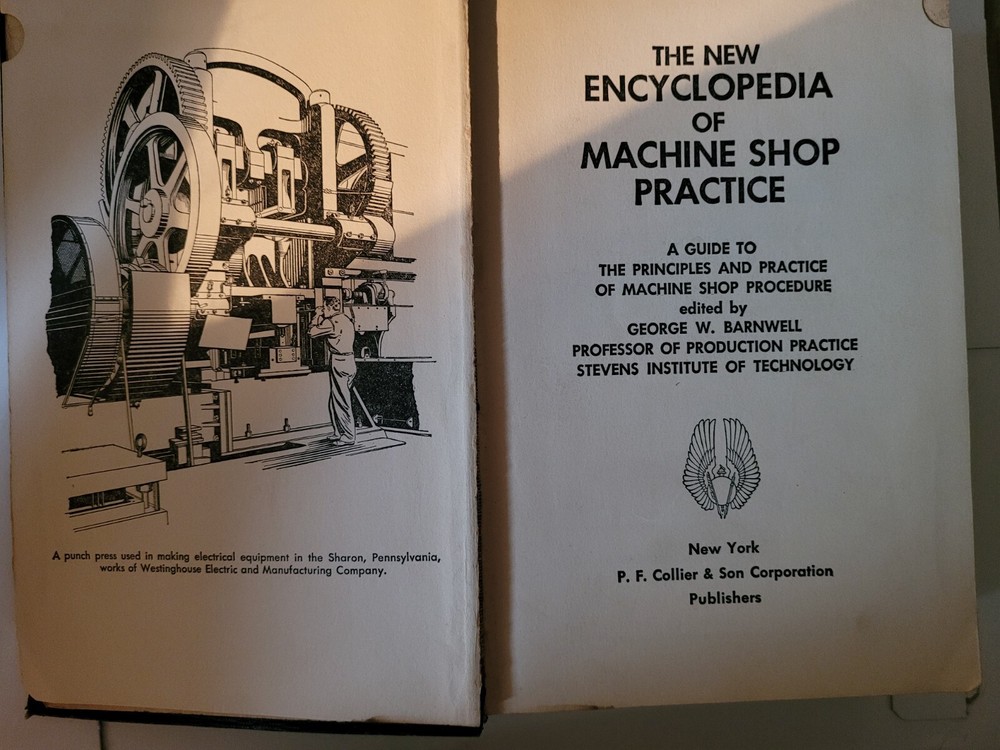 A punch press used in making electrical equipment in the Sharon, Pennsylvania,
works of Westinghouse Electric and Manufacturing Company.
THE NEW
ENCYCLOPEDIA
OF
MACHINE SHOP
PRACTICE
A GUIDE TO
THE PRINCIPLES AND PRACTICE
OF MACHINE SHOP PROCEDURE
edited by
GEORGE W. BARNWELL
PROFESSOR OF PRODUCTION PRACTICE
STEVENS INSTITUTE OF TECHNOLOGY
New York
P. F. Collier & Son Corporation
Publishers